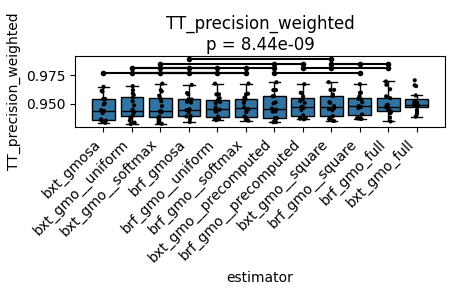 TT_precision_weighted
p = 8.44e-09
TT_precision_weighted
0.975
0.950
bxt_gmosa
bxt_gmo__uniform
bxt_gmo__softmax
brf_gmosa
brf_gmo__uniform
brf_gmo__softmax
bxt_gmo__precomputed
brf_gmo__precomputed
bxt_gmo__square
brf_gmo__square
brf_gmo_full
bxt_gmo_full
estimator